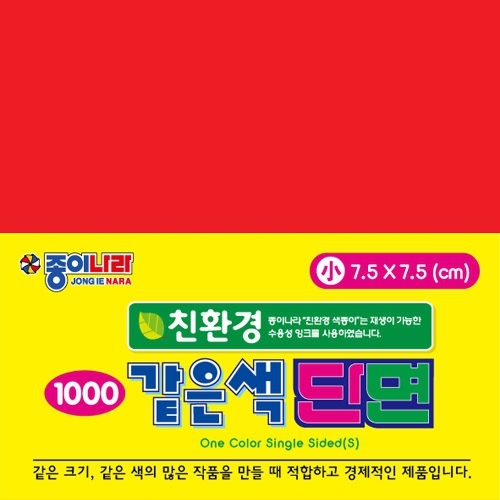 종이나라
JONG IE NARA
小 7.5 X 7.5 (cm)
친환경
종이나라 "친환경 색종이"는 재생이 가능한
수용성 잉크를 사용하였습니다.
1000
같은색 단면
One Color Single Sided(S)
같은 크기, 같은 색의 많은 작품을 만들 때 적합하고 경제적인 제품입니다.